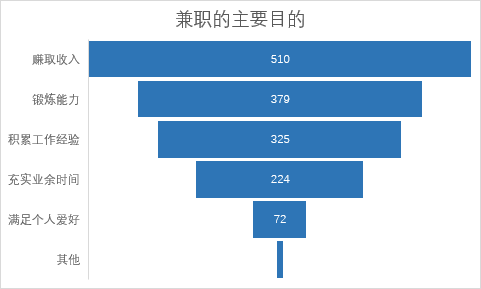 兼职的主要目的
赚取收入 510
锻炼能力 379
积累工作经验 325
充实业余时间 224
满足个人爱好 72
其他